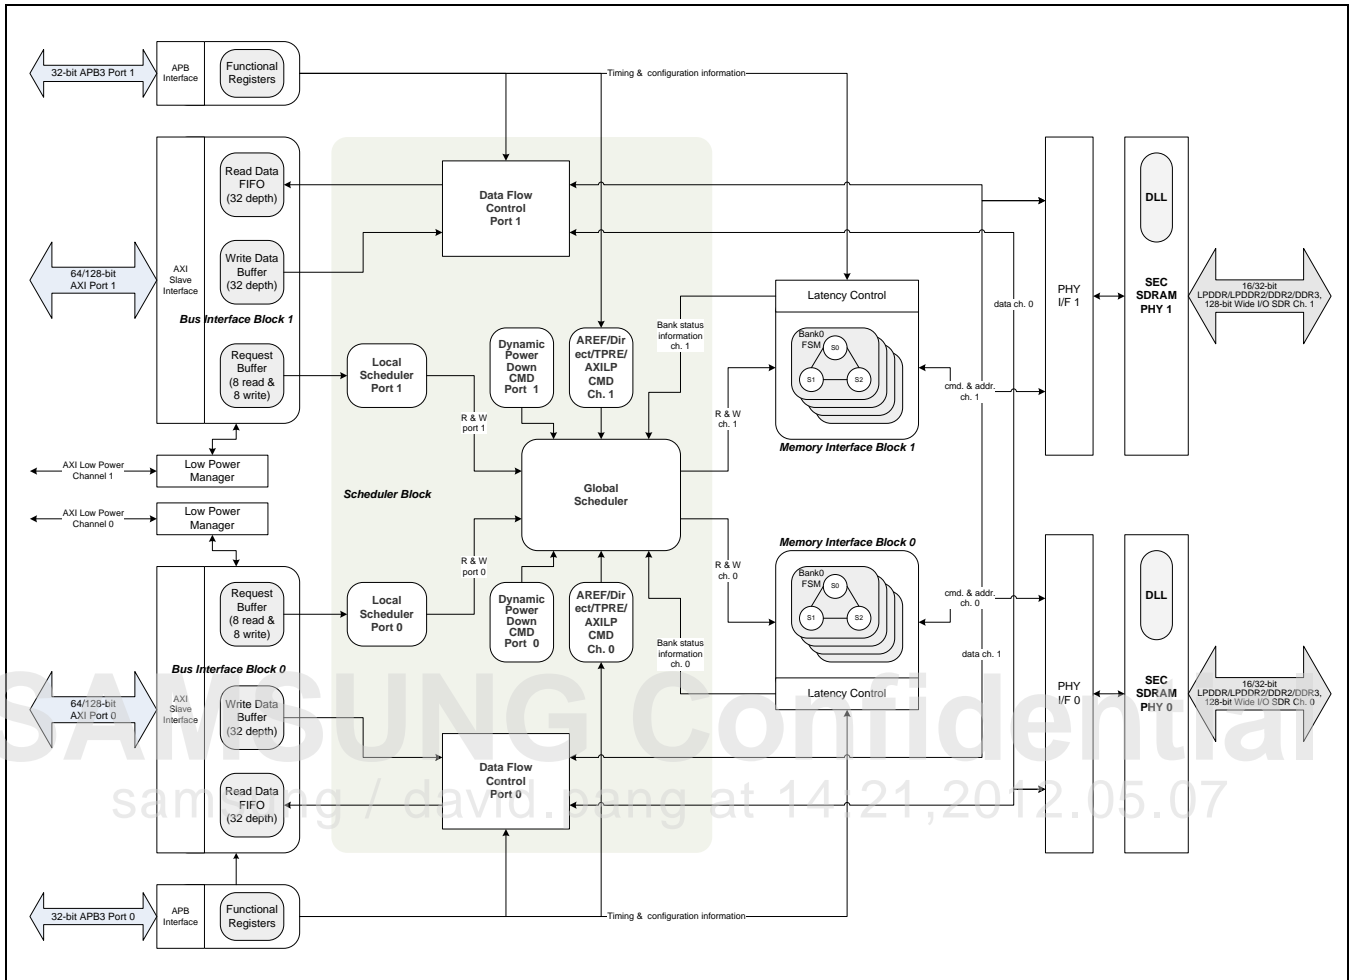 32-bit APB3 Port 1
APB
Interface
Functional
Registers
Timing & configuration information
64/128-bit
AXI Port 1
AXI
Slave
Interface
Read Data
FIFO
(32 depth)
Write Data
Buffer
(32 depth)
Bus Interface Block 1
Request
Buffer
(8 read &
8 write)
Data Flow
Control
Port 1
Local
Scheduler
Port 1
Dynamic
Power
Down
CMD
Port 1
AREF/Dir
ect/TPRE/
AXILP
CMD
Ch. 1
Bank status
information
ch. 1
R & W
port 1
R & W
ch. 1
Latency Control
Bank0
FSM
S0
S1
S2
Memory Interface Block 1
data ch. 0
cmd. & addr.
ch. 1
PHY
I/F 1
DLL
SEC
SDRAM
PHY 1
16/32-bit
LPDDR/LPDDR2/DDR2/DDR3,
128-bit Wide I/O SDR Ch. 1
AXI Low Power
Channel 1
Low Power
Manager
Scheduler Block
Global
Scheduler
AXI Low Power
Channel 0
Low Power
Manager
Request
Buffer
(8 read &
8 write)
Bus Interface Block 0
64/128-bit
AXI Port 0
AXI
Slave
Interface
Write Data
Buffer
(32 depth)
Read Data
FIFO
(32 depth)
R & W
port 0
Local
Scheduler
Port 0
Dynamic
Power
Down
CMD
Port 0
AREF/Dir
ect/TPRE/
AXILP
CMD
Ch. 0
Bank status
information
ch. 0
R & W
ch. 0
Memory Interface Block 0
Bank0
FSM
S0
S1
S2
Latency Control
cmd. & addr.
ch. 0
data ch. 1
PHY
I/F 0
DLL
SEC
SDRAM
PHY 0
16/32-bit
LPDDR/LPDDR2/DDR2/DDR3,
128-bit Wide I/O SDR Ch. 0
Data Flow
Control
Port 0
SAMSUNG Confidential
samsung / david.pang at 14:21,2012.05.07
32-bit APB3 Port 0
APB
Interface
Functional
Registers
Timing & configuration information